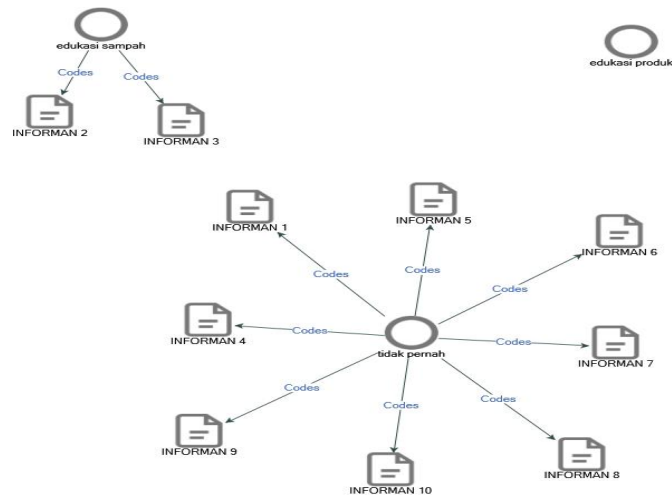 edukasi sampah
edukasi produk
Codes
Codes
INFORMAN 2
INFORMAN 3
INFORMAN 1
INFORMAN 5
INFORMAN 6
Codes
Codes
Codes
INFORMAN 4
Codes
tidak pernah
Codes
INFORMAN 7
Codes
Codes
Codes
INFORMAN 9
INFORMAN 10
INFORMAN 8